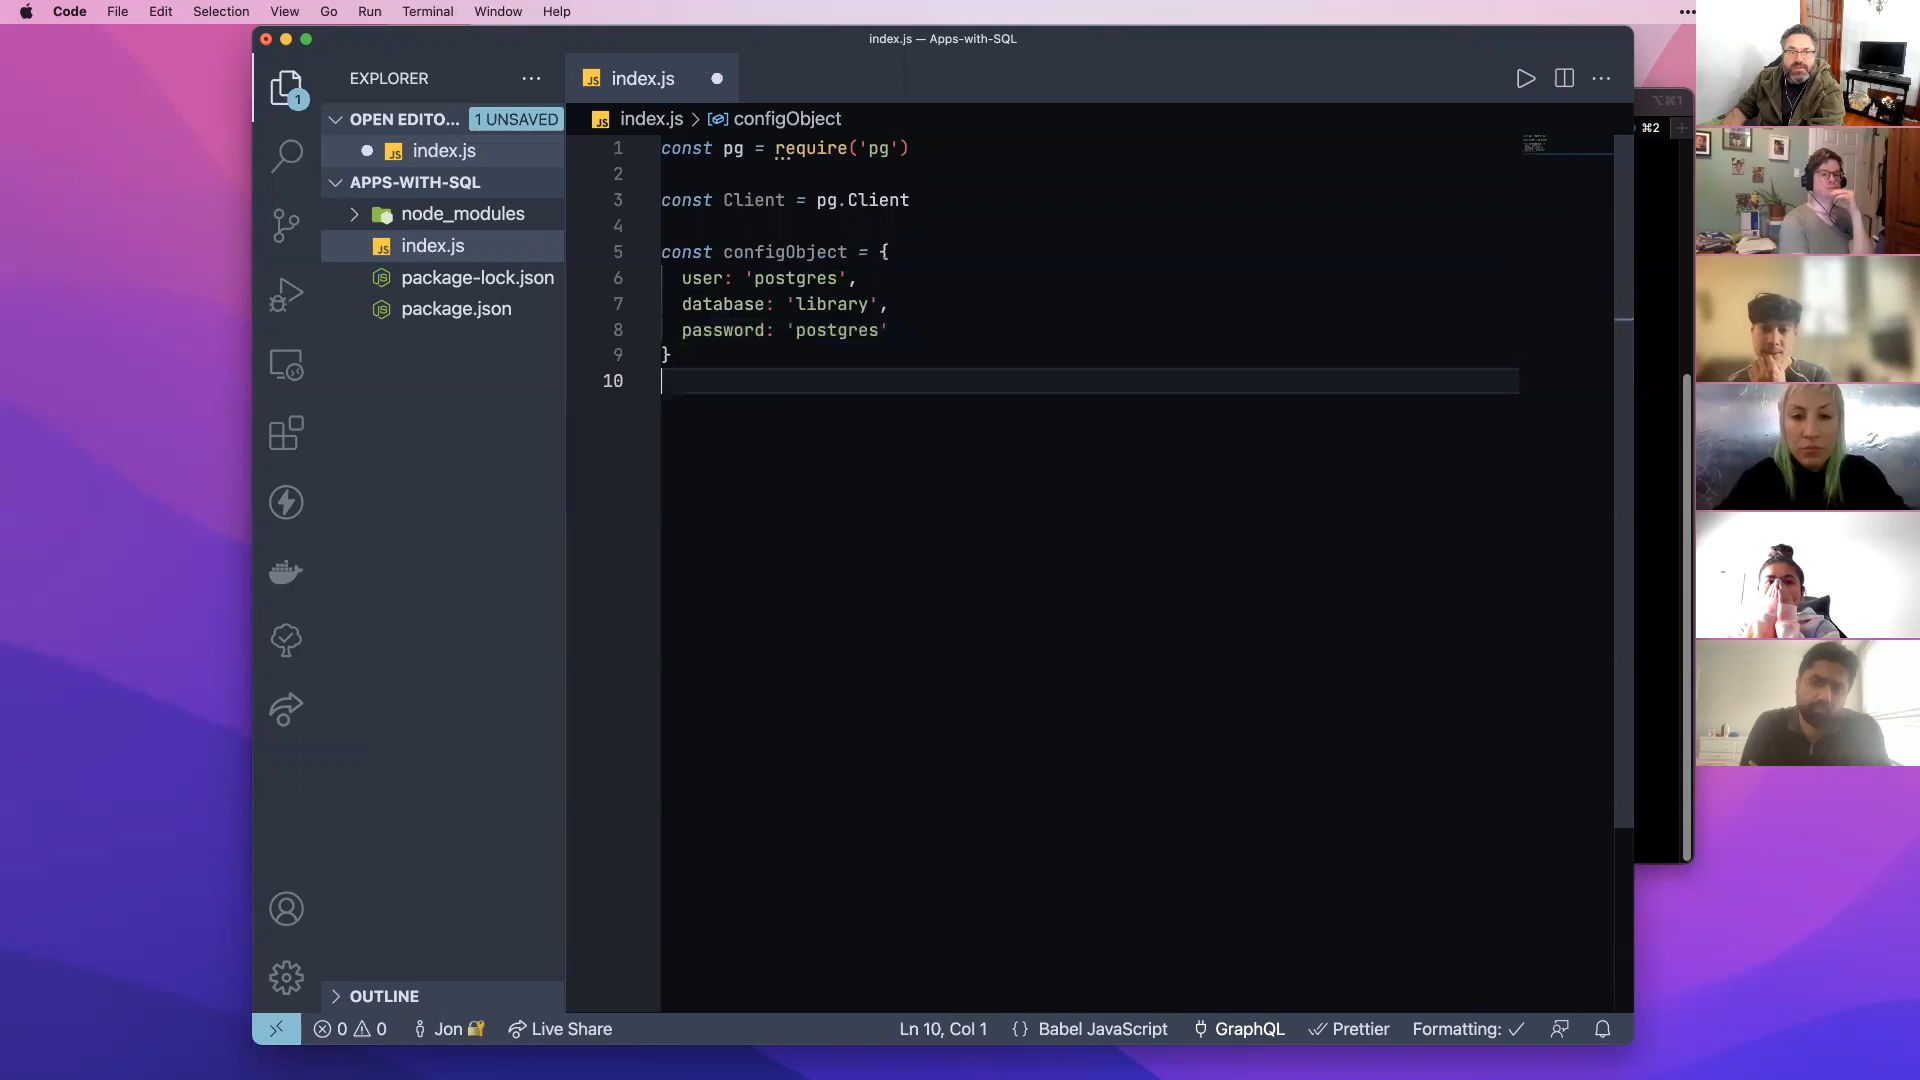 Code File Edit Selection View Go Run Terminal Window Help
index.js — Apps-with-SQL
EXPLORER
index.js
OPEN EDITO... 1 UNSAVED
index.js
APPS-WITH-SQL
node_modules
index.js
package-lock.json
package.json
OUTLINE
index.js > configObject
1 const pg = require('pg')
2
3 const Client = pg.Client
4
5 const configObject = {
6 user: 'postgres',
7 database: 'library',
8 password: 'postgres'
9 }
10
1
⌥⌘1
⌘2
0 0 Jon Live Share Ln 10, Col 1 {} Babel JavaScript GraphQL Prettier Formatting: ✓